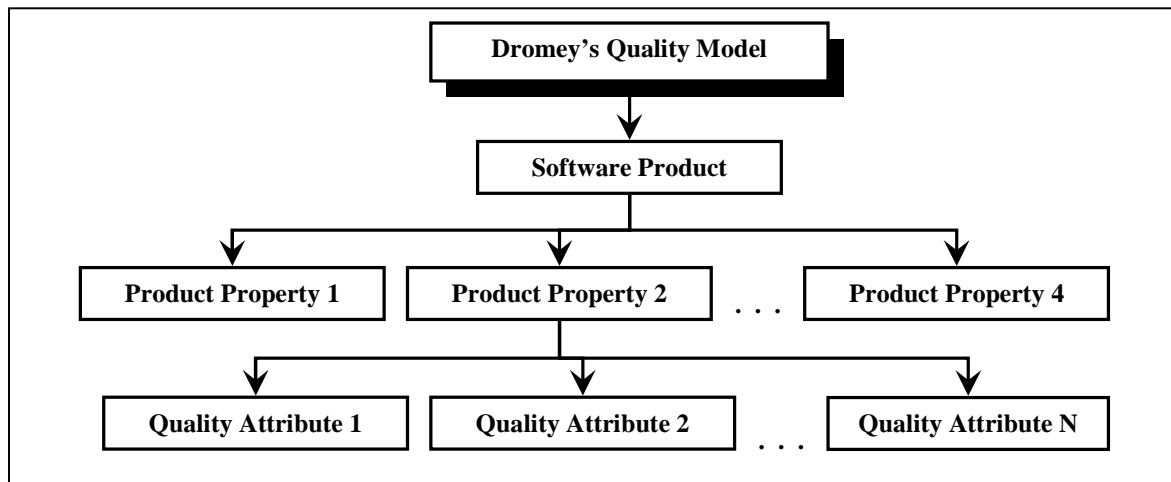 Dromey’s Quality Model
Software Product
Product Property 1
Product Property 2
. . .
Product Property 4
Quality Attribute 1
Quality Attribute 2
. . .
Quality Attribute N